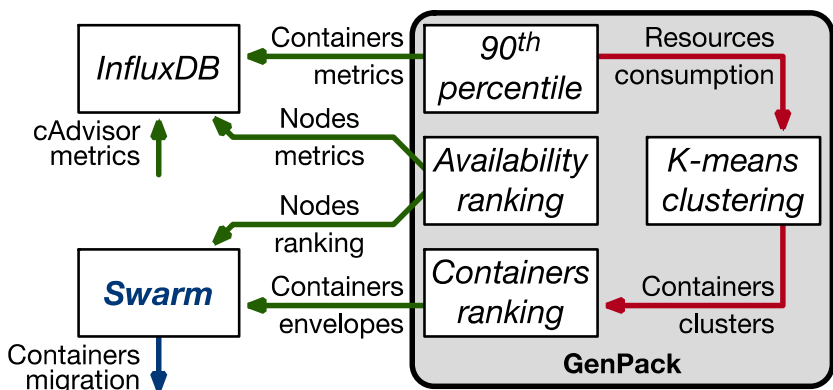 InfluxDB
Containers
metrics
90th
percentile
Resources
consumption
cAdvisor
metrics
Nodes
metrics
Availability
ranking
K-means
clustering
Nodes
ranking
Swarm
Containers
envelopes
Containers
ranking
Containers
clusters
Containers
migration
GenPack